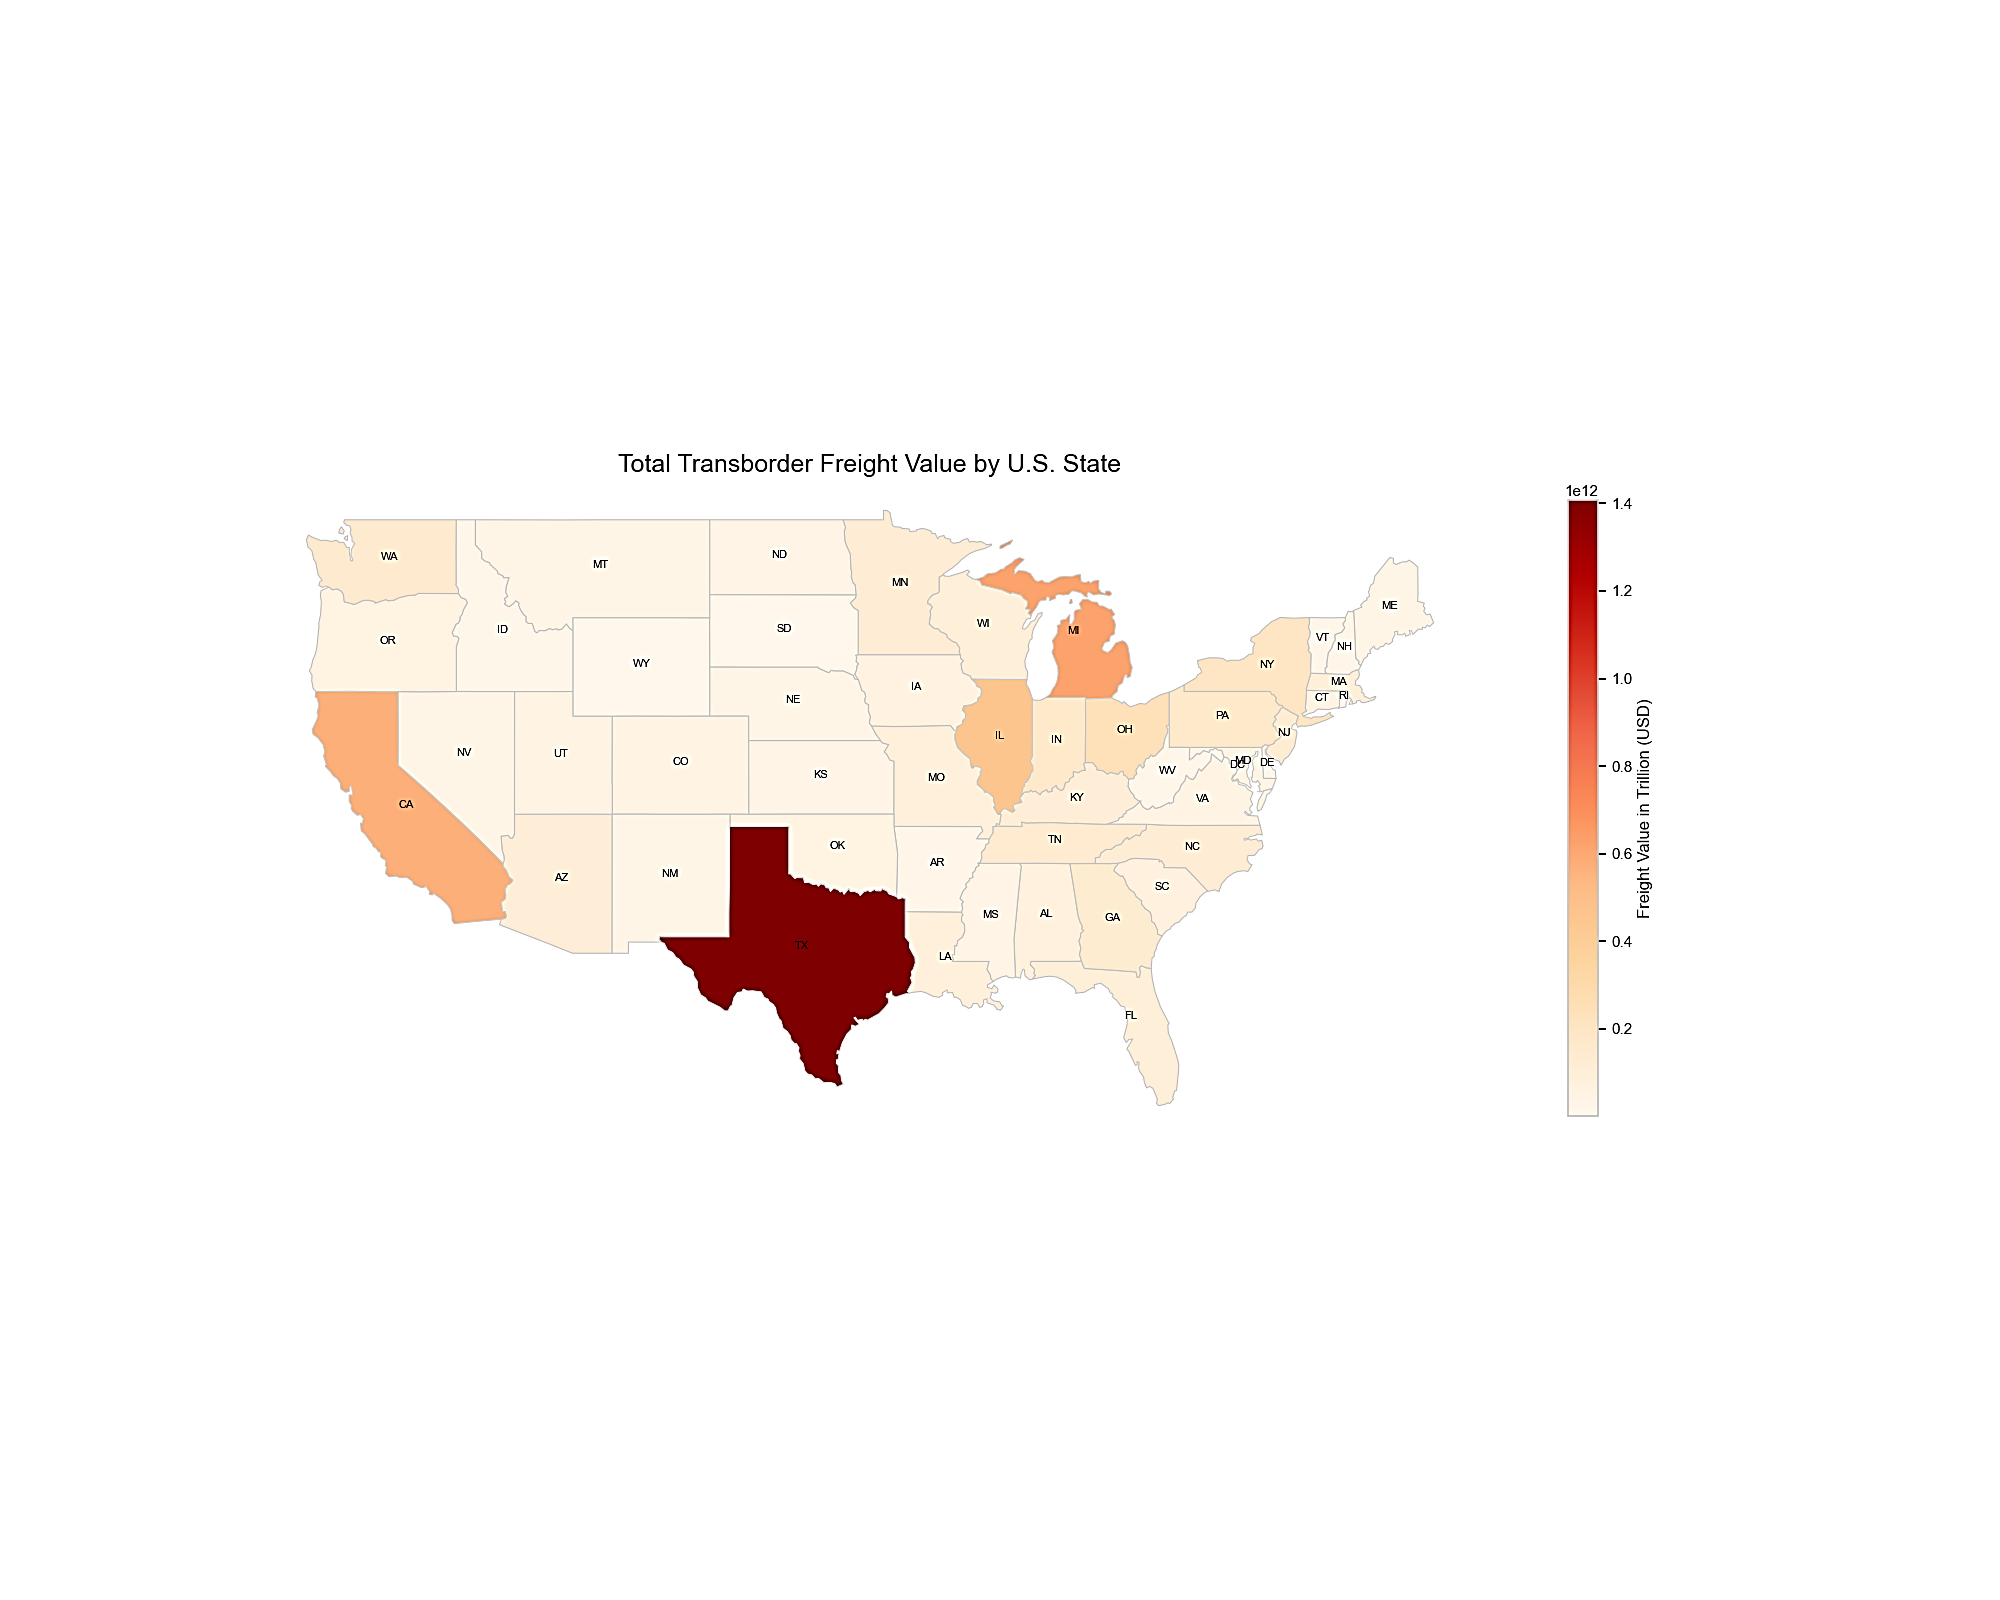 Total Transborder Freight Value by U.S. State
1e12
1.4
1.2
1.0
0.8
0.6
0.4
0.2
Freight Value in Trillion (USD)
WA
MT
ND
MN
OR
ID
SD
WI
MI
ME
WY
VT
NH
NY
MA
IA
NE
CT
RI
PA
NV
UT
CO
KS
IL
IN
OH
NJ
MO
WV
DC
MD
DE
CA
KY
VA
AZ
NM
OK
AR
TN
NC
SC
TX
LA
MS
AL
GA
FL